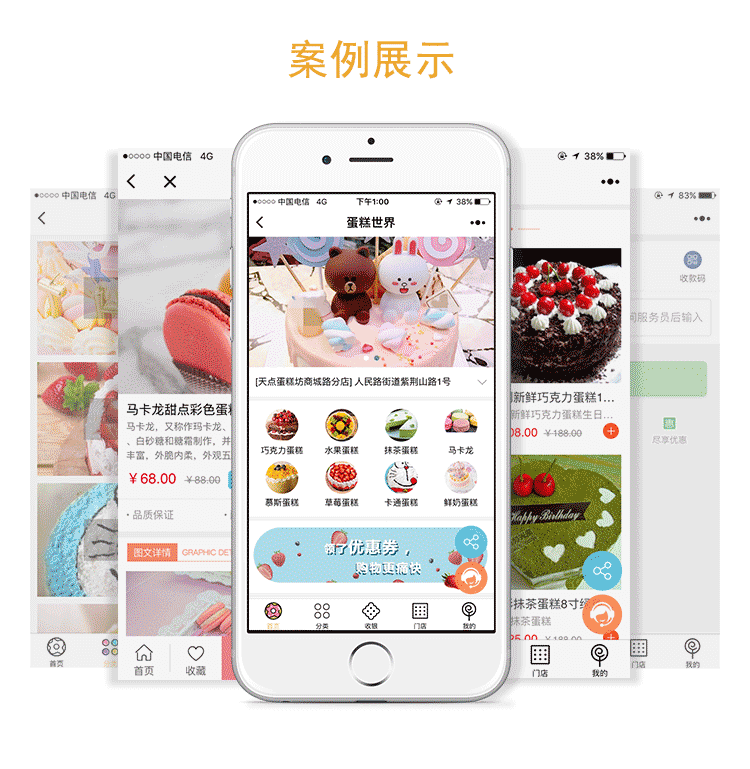 案例展示
中国电信 4G
38%
中国电信 4G
83%
中国电信 4G
下午1:00
38%
蛋糕世界
收款码
服务员后输入
尽享优惠
[天点蛋糕坊商城路分店] 人民路街道紫荆山路1号
巧克力蛋糕
水果蛋糕
抹茶蛋糕
马卡龙
慕斯蛋糕
草莓蛋糕
卡通蛋糕
鲜奶蛋糕
领了优惠券，
购物更痛快
首页
分类
收银
门店
我的
马卡龙甜点彩色蛋糕
马卡龙，又称作马卡龙、
、白砂糖和糖霜制作，并
丰富，外脆内柔，外观五
￥68.00
￥88.00
• 品质保证
图文详情
GRAPHIC DET
首页
收藏
新鲜巧克力蛋糕1...
新鲜巧克力蛋糕生日...
08.00
￥188.00
Happy Birthday
抹茶蛋糕8寸
抹茶蛋糕
￥188.00
门店
我的
首页
门店
我的